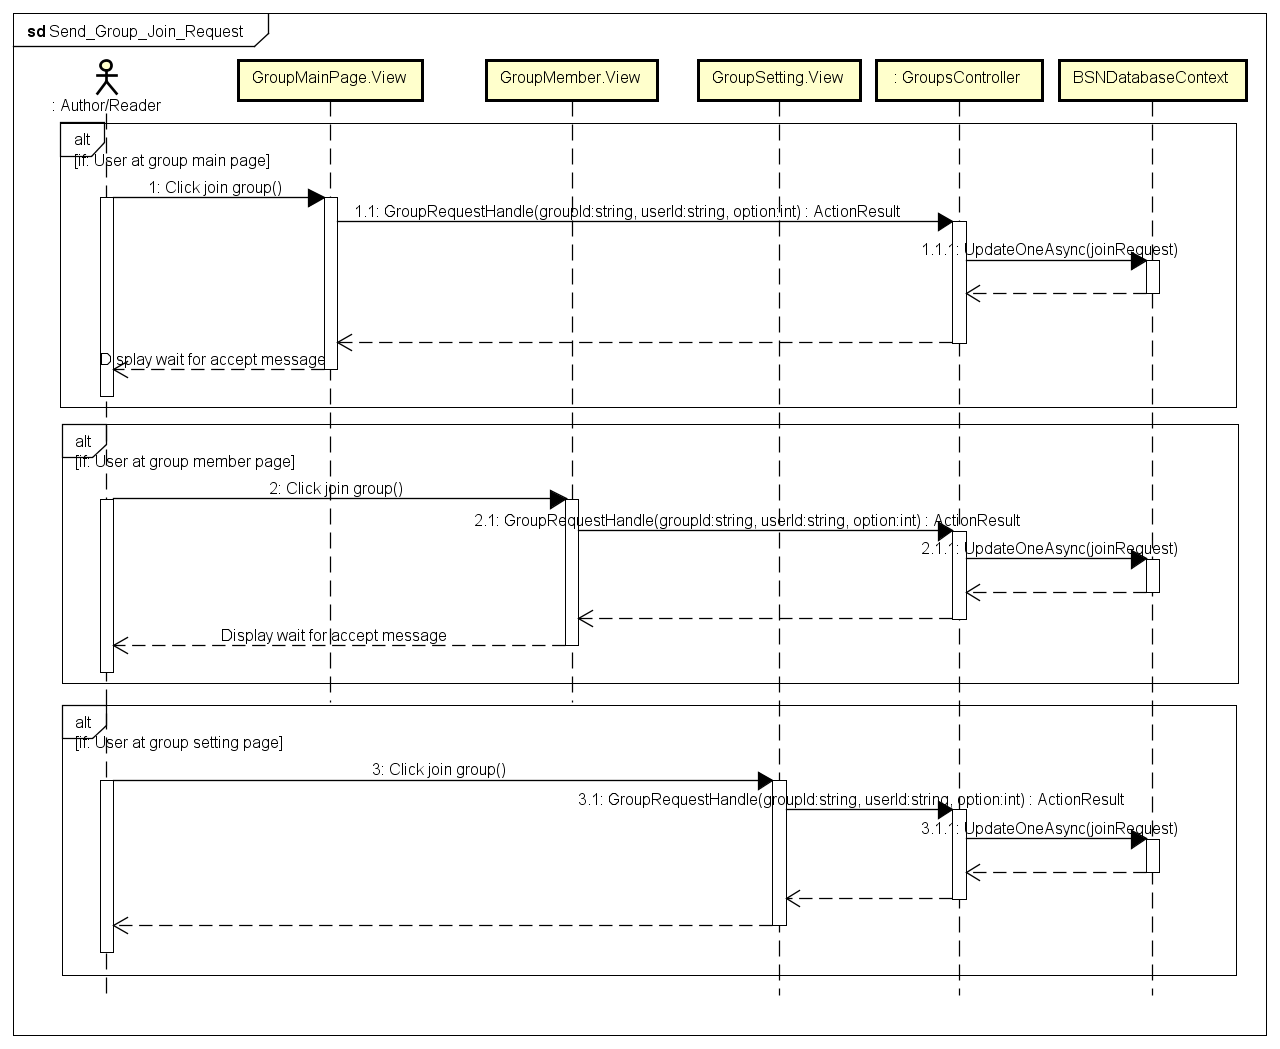 sd Send_Group_Join_Request
: Author/Reader
GroupMainPage.View
GroupMember.View
GroupSetting.View
: GroupsController
BSNDatabaseContext
alt
[if: User at group main page]
1: Click join group()
1.1: GroupRequestHandle(groupId:string, userId:string, option:int) : ActionResult
1.1.1: UpdateOneAsync(joinRequest)
Display wait for accept message
alt
[if: User at group member page]
2: Click join group()
2.1: GroupRequestHandle(groupId:string, userId:string, option:int) : ActionResult
2.1.1: UpdateOneAsync(joinRequest)
Display wait for accept message
alt
[if: User at group setting page]
3: Click join group()
3.1: GroupRequestHandle(groupId:string, userId:string, option:int) : ActionResult
3.1.1: UpdateOneAsync(joinRequest)